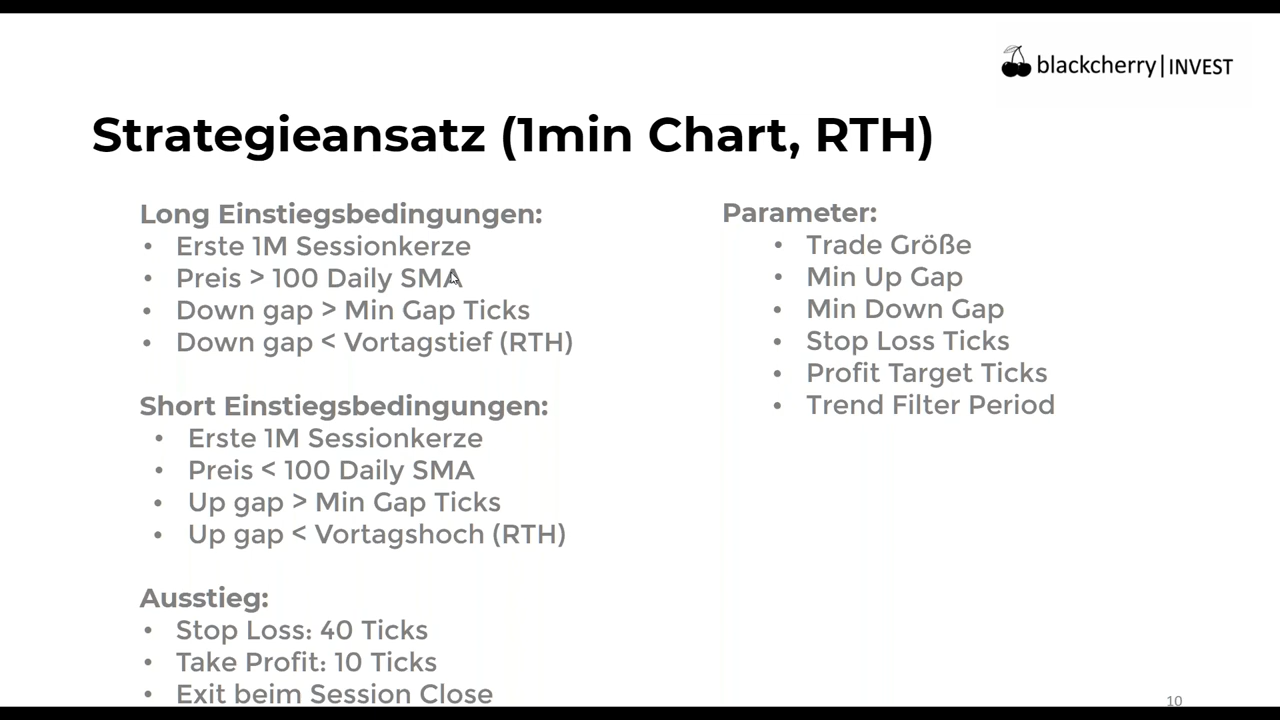 blackcherry|INVEST
Strategieansatz (1min Chart, RTH)
Long Einstiegsbedingungen:
• Erste 1M Sessionkerze
• Preis > 100 Daily SMA
• Down gap > Min Gap Ticks
• Down gap < Vortagstief (RTH)
Short Einstiegsbedingungen:
• Erste 1M Sessionkerze
• Preis < 100 Daily SMA
• Up gap > Min Gap Ticks
• Up gap < Vortagshoch (RTH)
Ausstieg:
• Stop Loss: 40 Ticks
• Take Profit: 10 Ticks
• Exit beim Session Close
Parameter:
• Trade Größe
• Min Up Gap
• Min Down Gap
• Stop Loss Ticks
• Profit Target Ticks
• Trend Filter Period
10